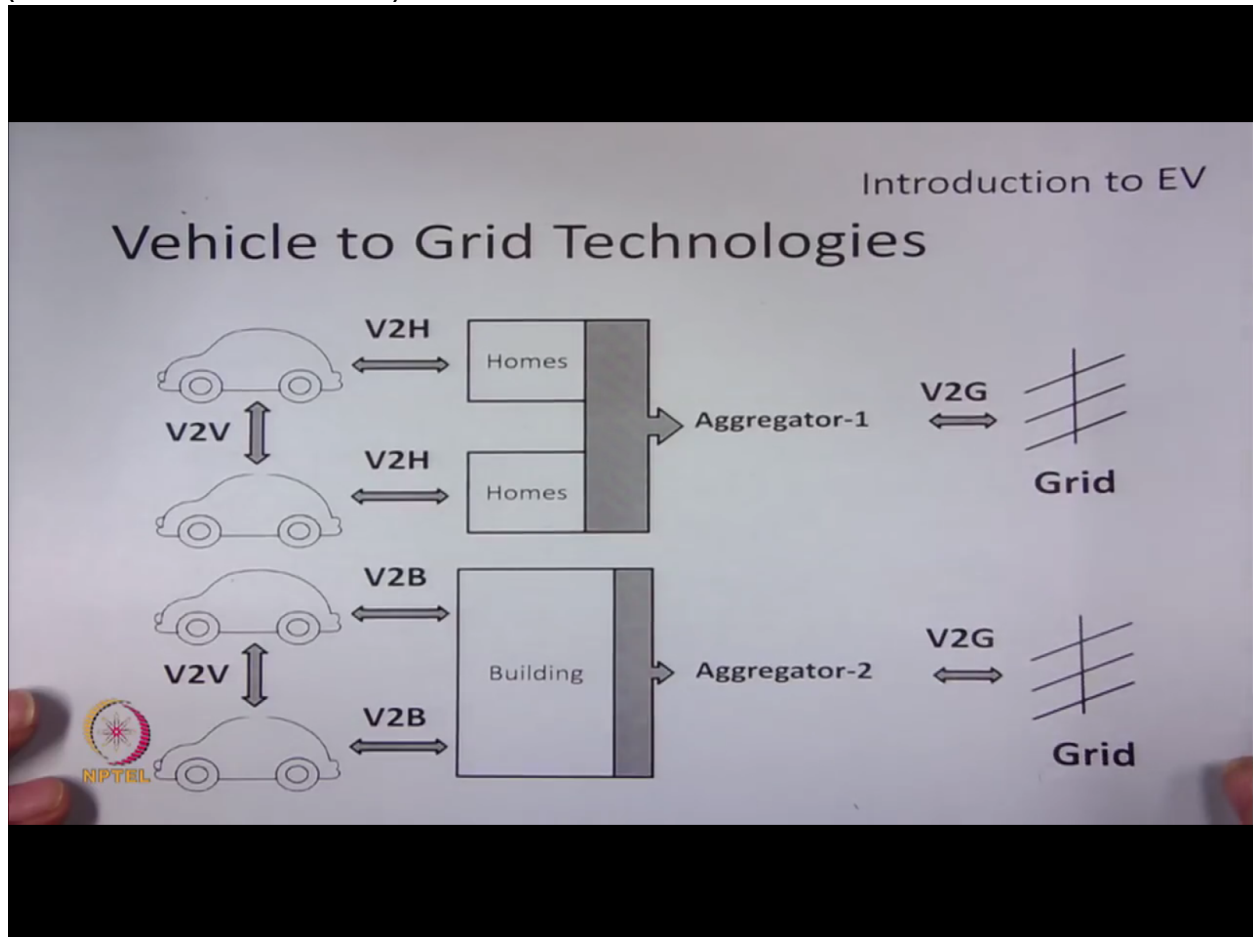 Introduction to EV
Vehicle to Grid Technologies
V2H
Homes
V2V
V2G
Aggregator-1
V2H
Homes
Grid
V2B
V2V
Building
V2G
Aggregator-2
V2B
Grid
NPTEL